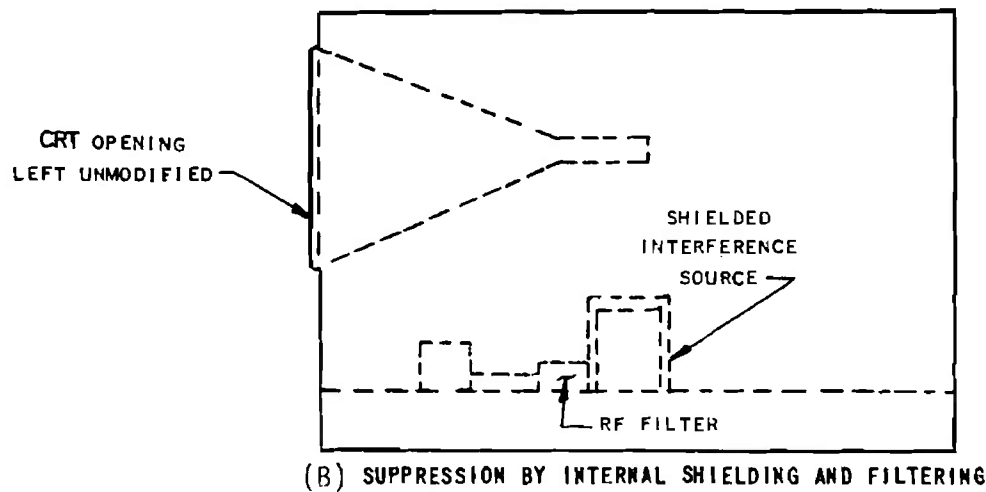 CRT OPENING
LEFT UNMODIFIED
SHIELDED
INTERFERENCE
SOURCE
RF FILTER
(B) SUPPRESSION BY INTERNAL SHIELDING AND FILTERING